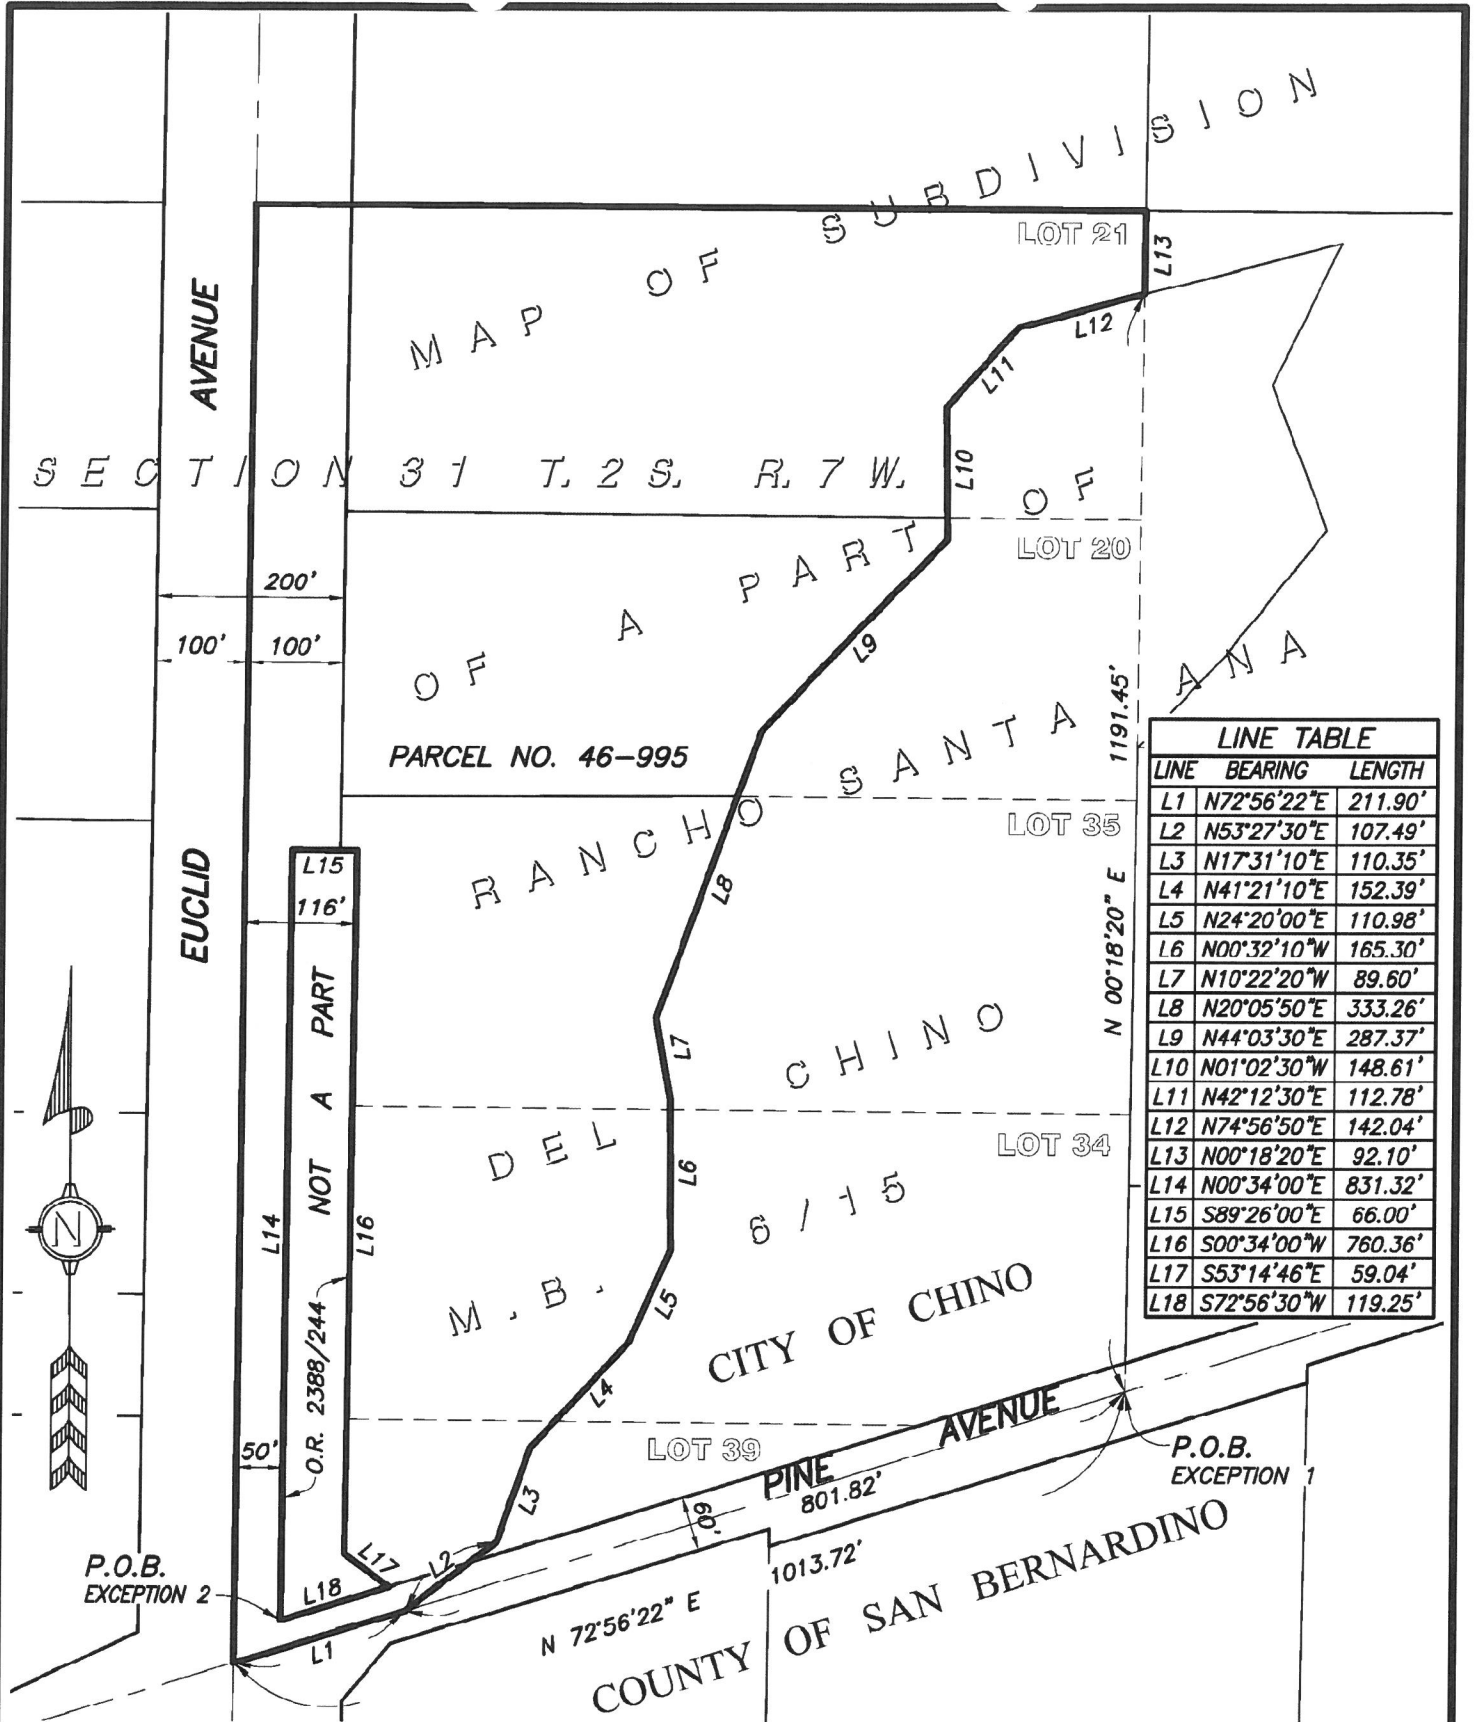 MAP OF SUBDIVISION
LOT 21
L13
L12
L11
L10
AVENUE
SECTION 31 T. 2 S. R. 7 W.
OF A PART OF
LOT 20
200'
100'
100'
L9
1191.45'
PARCEL NO. 46-995
RANCHO SANTA ANA
LOT 35
LINE TABLE
LINE BEARING LENGTH
L1 N72°56'22"E 211.90'
L2 N53°27'30"E 107.49'
L3 N17°31'10"E 110.35'
L4 N41°21'10"E 152.39'
L5 N24°20'00"E 110.98'
L6 N00°32'10"W 165.30'
L7 N10°22'20"W 89.60'
L8 N20°05'50"E 333.26'
L9 N44°03'30"E 287.37'
L10 N01°02'30"W 148.61'
L11 N42°12'30"E 112.78'
L12 N74°56'50"E 142.04'
L13 N00°18'20"E 92.10'
L14 N00°34'00"E 831.32'
L15 S89°26'00"E 66.00'
L16 S00°34'00"W 760.36'
L17 S53°14'46"E 59.04'
L18 S72°56'30"W 119.25'
EUCLID
L15
116'
L8
N 00°18'20" E
NOT A PART
L7
DEL CHINO
LOT 34
N
L14
L16
L6
M.B. 6/15
L5
O.R. 2388/244
CITY OF CHINO
L4
50'
LOT 39
PINE AVENUE
P.O.B.
EXCEPTION 1
L3
801.82'
60'
L17
L2
P.O.B.
EXCEPTION 2
L18
1013.72'
N 72°56'22" E
L1
COUNTY OF SAN BERNARDINO